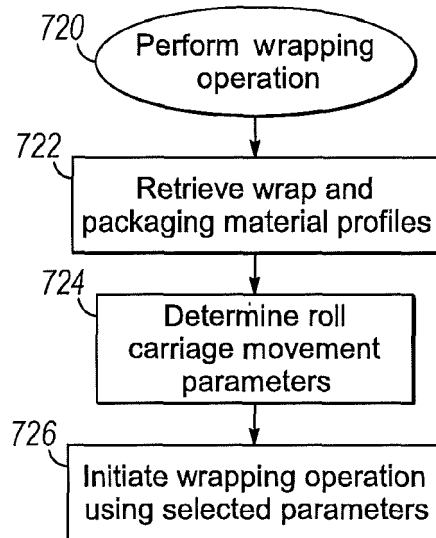 720
Perform wrapping
operation
722
Retrieve wrap and
packaging material profiles
724
Determine roll
carriage movement
parameters
726
Initiate wrapping operation
using selected parameters